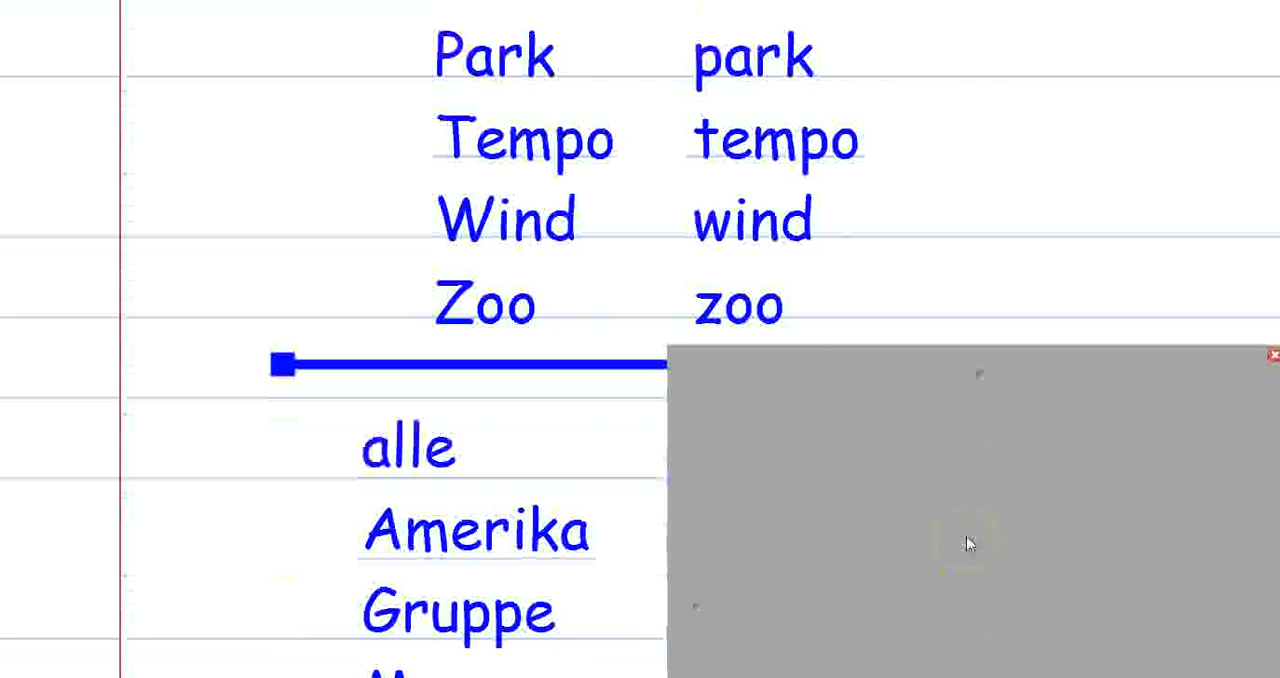 Park park
Tempo tempo
Wind wind
Zoo zoo
alle
Amerika
Gruppe